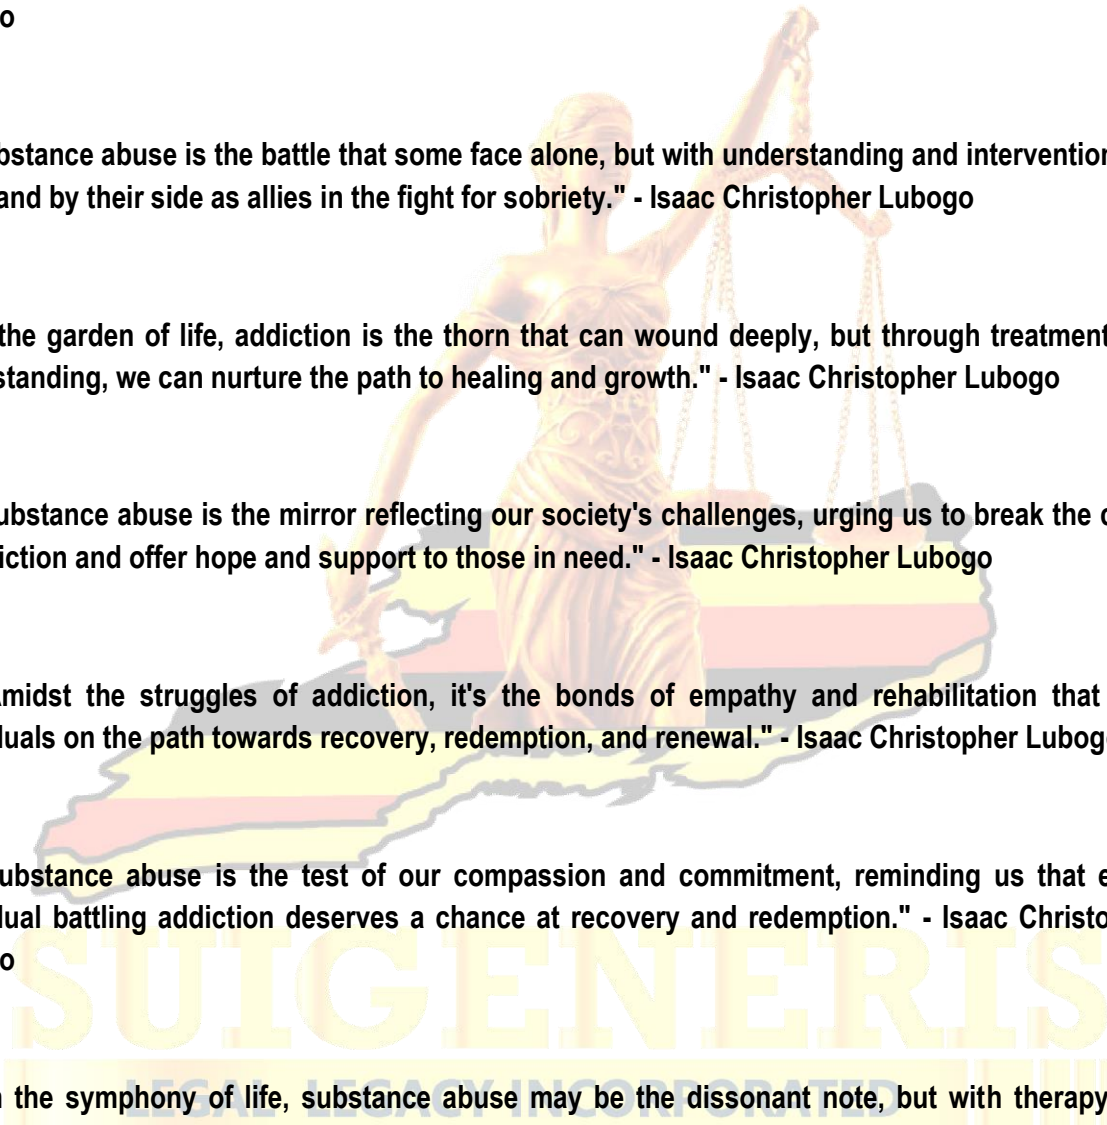 o
bstance abuse is the battle that some face alone, but with understanding and intervention
and by their side as allies in the fight for sobriety." - Isaac Christopher Lubogo
the garden of life, addiction is the thorn that can wound deeply, but through treatment
standing, we can nurture the path to healing and growth." - Isaac Christopher Lubogo
ubstance abuse is the mirror reflecting our society's challenges, urging us to break the c
iction and offer hope and support to those in need." - Isaac Christopher Lubogo
midst the struggles of addiction, it's the bonds of empathy and rehabilitation that
duals on the path towards recovery, redemption, and renewal." - Isaac Christopher Lubog
ubstance abuse is the test of our compassion and commitment, reminding us that e
dual battling addiction deserves a chance at recovery and redemption." - Isaac Christo
o
SUIGENERIS
n the symphony of life, substance abuse may be the dissonant note, but with therapy
LEGAL LEGACY INCORPORATED